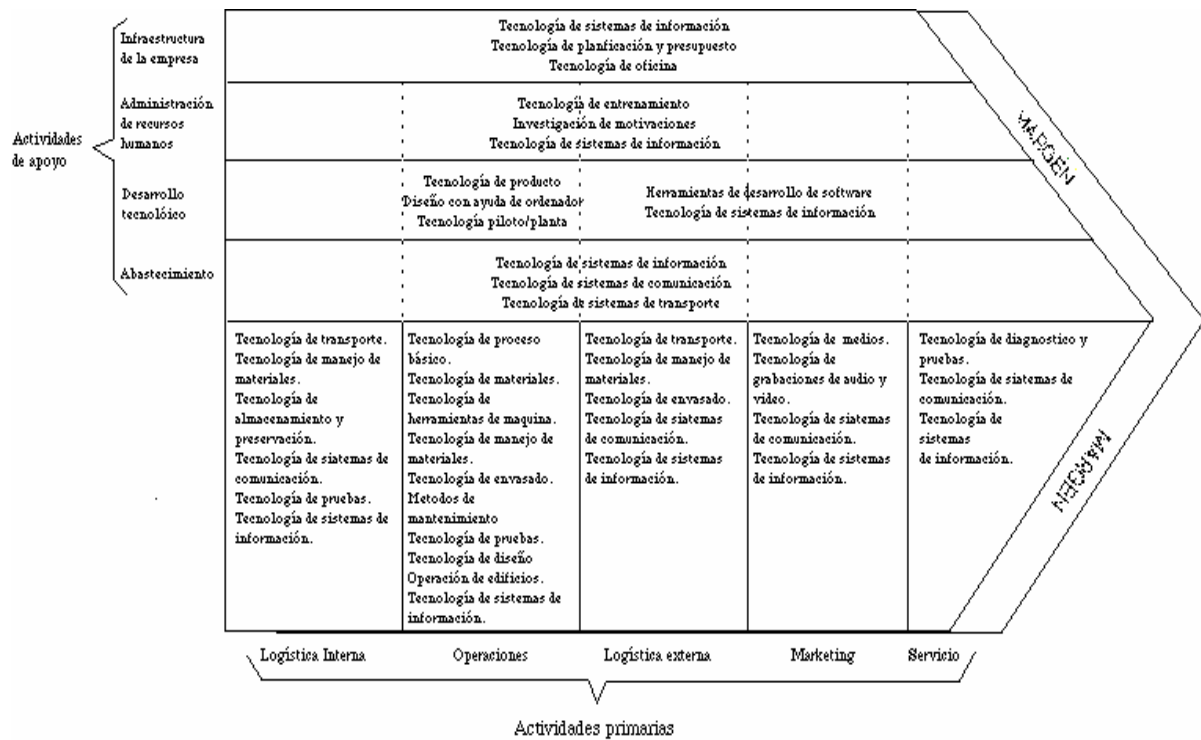 Tecnología de sistemas de información
Tecnología de planficación y presupuesto
Tecnología de oficina
Infraestructura
de la empresa
Administración
de recursos
humanos
Tecnología de entrenamiento
Investigación de motivaciones
Tecnología de sistemas de información
Actividades
de apoyo
Desarrollo
tecnolóico
Tecnología de producto
Diseño con ayuda de ordenador
Tecnología piloto/planta
Herramientas de desarrollo de software
Tecnología de sistemas de información
Abastecimiento
Tecnología de sistemas de información
Tecnología de sistemas de comunicación
Tecnología de sistemas de transporte
MARGEN
MARGEN
Tecnología de transporte.
Tecnología de manejo de
materiales.
Tecnología de
almacenamiento y
preservación.
Tecnología de siatemas de
comunicación.
Tecnología de pruebas.
Tecnología de sistemas de
información.
Tecnología de proceso
básico.
Tecnología de materiales.
Tecnología de
herramientas de maquina.
Tecnología de manejo de
materiales.
Tecnología de envasado.
Metodos de
mantenimiento
Tecnología de pruebas.
Tecnología de diseño
Operación de edificios.
Tecnología de sistemas de
información.
Tecnología de transporte.
Tecnología de manejo de
materiales.
Tecnología de envasado.
Tecnología de siatemas
de comunicación.
Tecnología de sistemas
de información.
Tecnología de medios.
Tecnología de
grabaciones de audio y
video.
Tecnología de siatemas
de comunicación.
Tecnología de sistemas
de información.
Tecnología de diagnostico y
pruebas.
Tecnología de siatemas de
comunicación.
Tecnología de
sistemas
de información.
Logística Interna
Operaciones
Logística externa
Marketing
Servicio
Actividades primarias